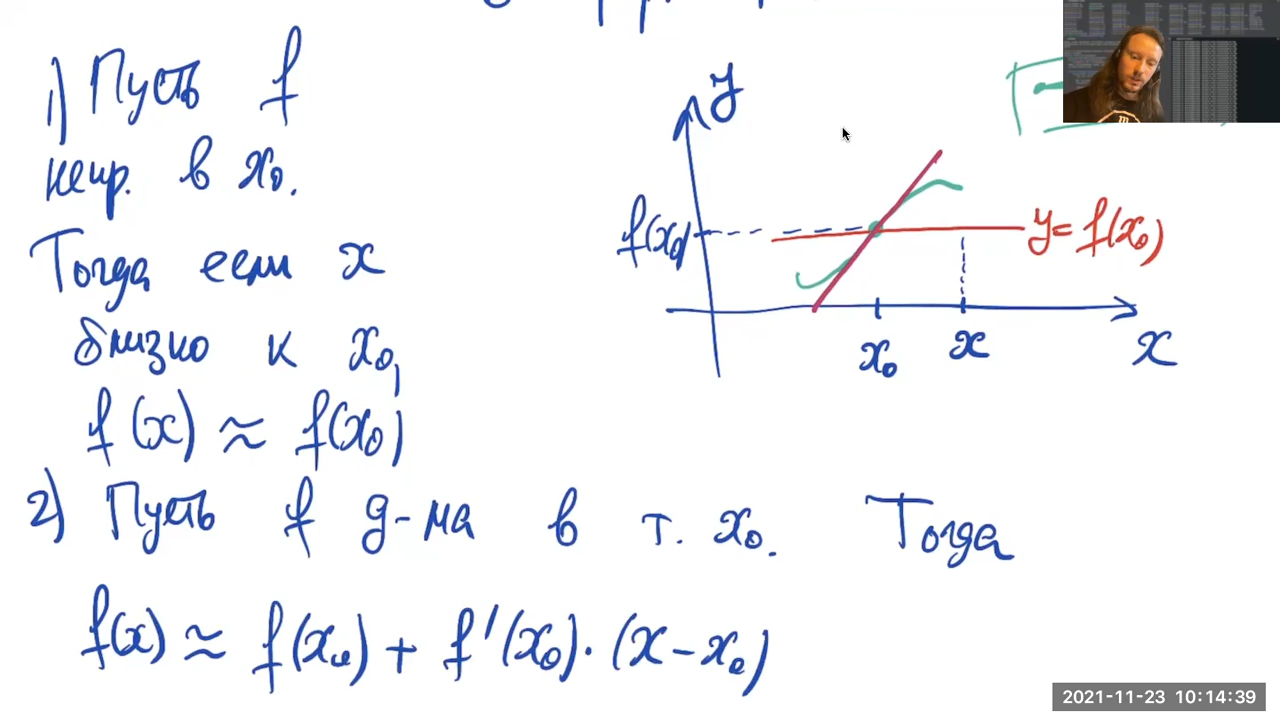 1) Пусть f
непр. в x₀.
Тогда если x
близко к x₀,
f(x) ≈ f(x₀)
2) Пусть f д-ма в т. x₀. Тогда
f(x) ≈ f(x₀) + f'(x₀)·(x-x₀)
y
f(x₀)
y = f(x₀)
x₀
x
x
2021-11-23 10:14:39